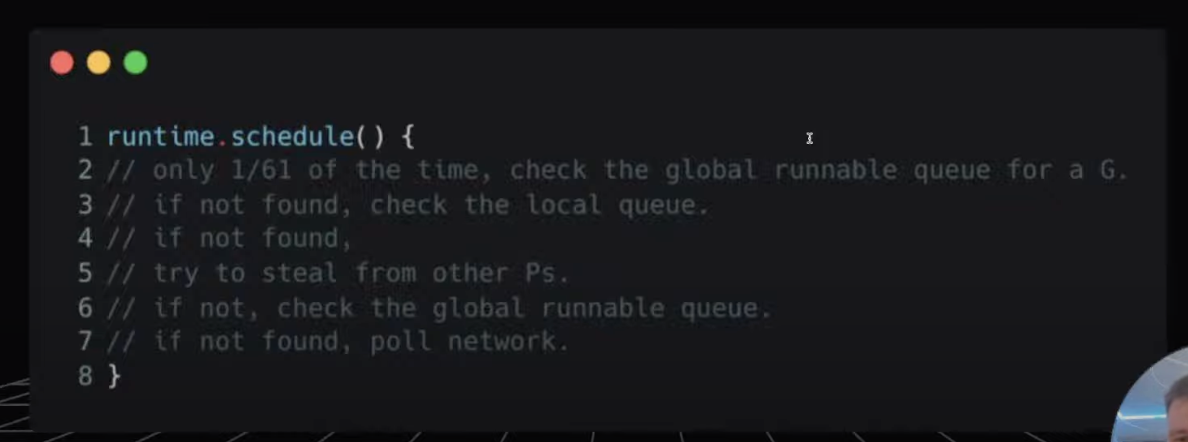 1 runtime.schedule() {
2 // only 1/61 of the time, check the global runnable queue for a G.
3 // if not found, check the local queue.
4 // if not found,
5 // try to steal from other Ps.
6 // if not, check the global runnable queue.
7 // if not found, poll network.
8 }